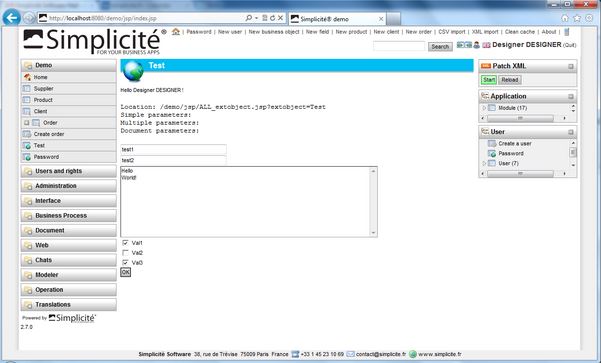 http://localhost:8080/demo/jsp/index.jsp
Simplicité® demo
Simplicité®
FOR YOUR BUSINESS APPS
| Password | New user | New business object | New field | New product | New client | New order | CSV import | XML import | Clean cache | About |
Search
Designer DESIGNER (Quit)
Demo
Home
Supplier
Product
Client
Order
Create order
Test
Password
Users and rights
Administration
Interface
Business Process
Document
Web
Chats
Modeler
Operation
Translations
Powered by Simplicité
2.7.0
Test
Hello Designer DESIGNER !
Location: /demo/jsp/ALL_extobject.jsp?extobject=Test
Simple parameters:
Multiple parameters:
Document parameters:
test1
test2
Hello
World!
Val1
Val2
Val3
OK
Patch XML
Start
Reload
Application
Module (17)
User
Create a user
Password
User (7)
Simplicité Software 38, rue de Trévise 75009 Paris France +33 1 45 23 10 69 contact@simplicite.fr www.simplicite.fr